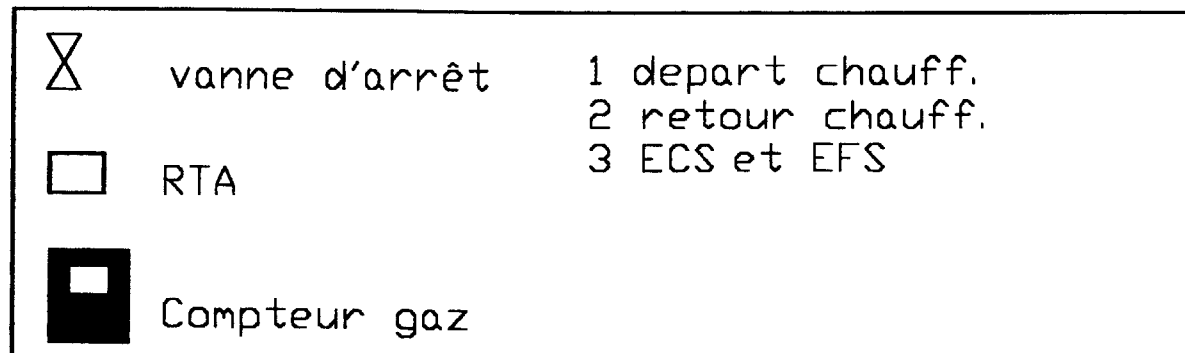 vanne d'arrêt
RTA
Compteur gaz
1 depart chauff.
2 retour chauff.
3 ECS et EFS